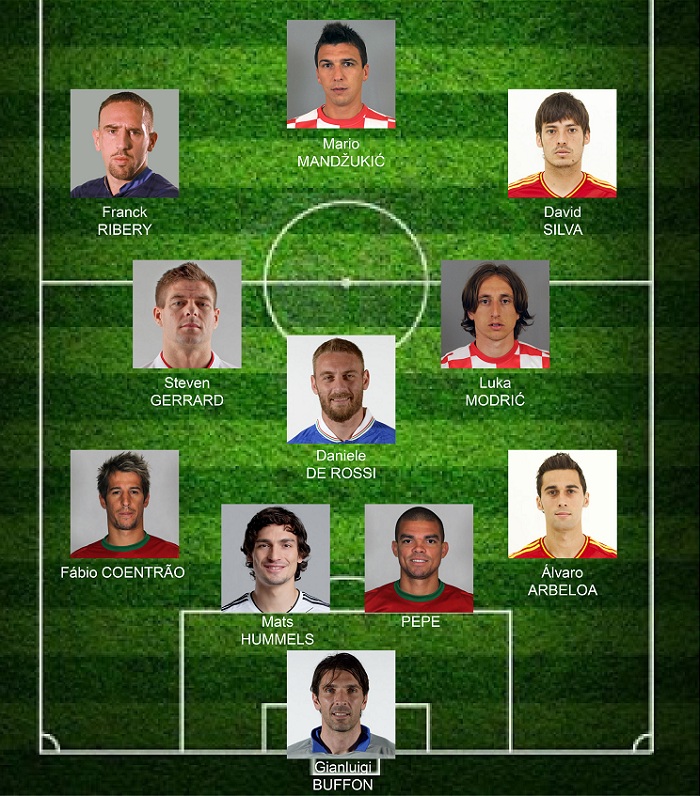 Mario
MANDŽUKIĆ
Franck
RIBERY
David
SILVA
Steven
GERRARD
Luka
MODRIĆ
Daniele
DE ROSSI
Fábio COENTRÃO
Álvaro
ARBELOA
Mats
HUMMELS
PEPE
Gianluigi
BUFFON